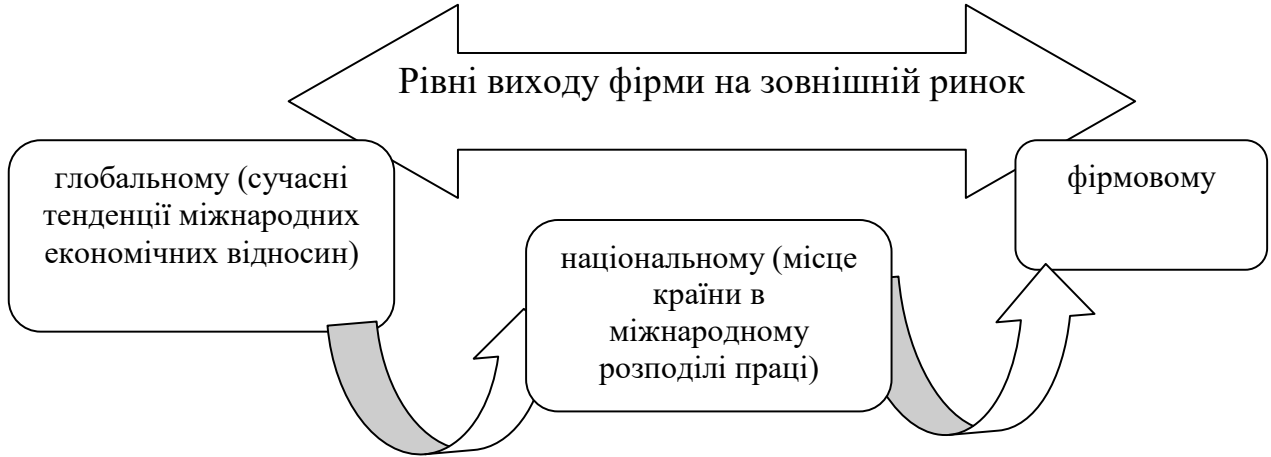 Рівні виходу фірми на зовнішній ринок
глобальному (сучасні
тенденції міжнародних
економічних відносин)
національному (місце
країни в
міжнародному
розподілі праці)
фірмовому